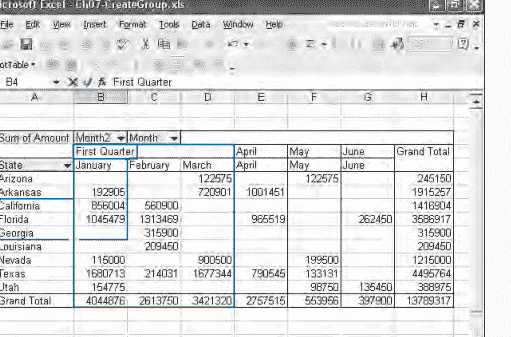 icrosoft Excel - Ch07-CreateGroup.xls
File Edit View Insert Format Tools Data Window Help
otTable
B4 First Quarter
A B C D E F G H
Sum of Amount Month2 Month
First Quarter April May June Grand Total
State January February March April May June
Arizona 122575 122575 245150
Arkansas 192905 720901 1001451 1915257
California 856004 560900 1416904
Florida 1045479 1313469 965519 262450 3586917
Georgia 315900 315900
Louisiana 209450 209450
Nevada 115000 900500 199500 1215000
Texas 1680713 214031 1677344 790545 133131 4495764
Utah 154775 98750 135450 388975
Grand Total 4044876 2613750 3421320 2757515 553956 397900 13789317